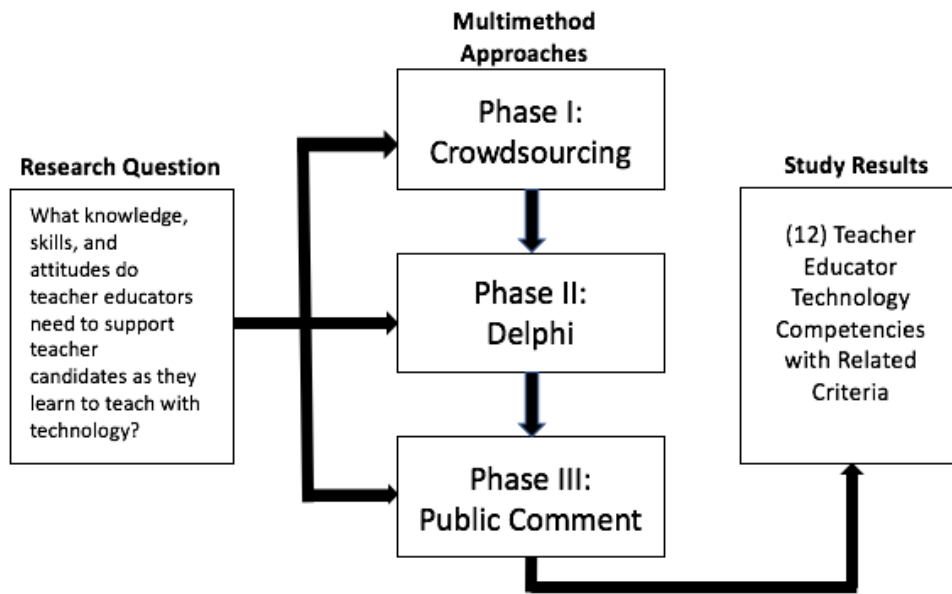 Multimethod
Approaches
Phase I:
Crowdsourcing
Research Question
What knowledge,
skills, and
attitudes do
teacher educators
need to support
teacher
candidates as they
learn to teach with
technology?
Phase II:
Delphi
Phase III:
Public Comment
Study Results
(12) Teacher
Educator
Technology
Competencies
with Related
Criteria